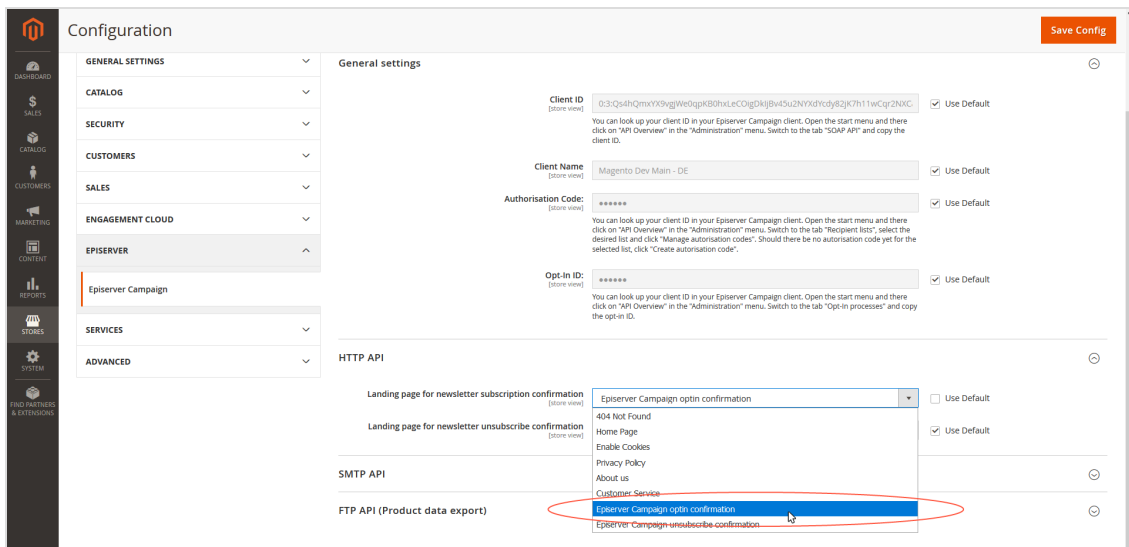 Configuration
Save Config
DASHBOARD
SALES
CATALOG
CUSTOMERS
MARKETING
CONTENT
REPORTS
STORES
SYSTEM
FIND PARTNERS
& EXTENSIONS
GENERAL SETTINGS
CATALOG
SECURITY
CUSTOMERS
SALES
ENGAGEMENT CLOUD
EPISERVER
Episerver Campaign
SERVICES
ADVANCED
General settings
Client ID
[store view]
Use Default
You can look up your client ID in your Episerver Campaign client. Open the start menu and there
click on "API Overview" in the "Administration" menu. Switch to the tab "SOAP API" and copy the
client ID.
Client Name
[store view]
Magento Dev Main - DE
Use Default
Authorisation Code:
[store view]
••••••
Use Default
You can look up your client ID in your Episerver Campaign client. Open the start menu and there
click on "API Overview" in the "Administration" menu. Switch to the tab "Recipient lists", select the
desired list and click "Manage autorisation codes". Should there be no autorisation code yet for the
selected list, click "Create autorisation code".
Opt-In ID:
[store view]
••••••
Use Default
You can look up your client ID in your Episerver Campaign client. Open the start menu and there
click on "API Overview" in the "Administration" menu. Switch to the tab "Opt-In processes" and copy
the opt-in ID.
HTTP API
Landing page for newsletter subscription confirmation
[store view]
Episerver Campaign optin confirmation
Use Default
404 Not Found
Home Page
Enable Cookies
Privacy Policy
About us
Customer Service
Episerver Campaign optin confirmation
Episerver Campaign unsubscribe confirmation
Landing page for newsletter unsubscribe confirmation
[store view]
Use Default
SMTP API
FTP API (Product data export)